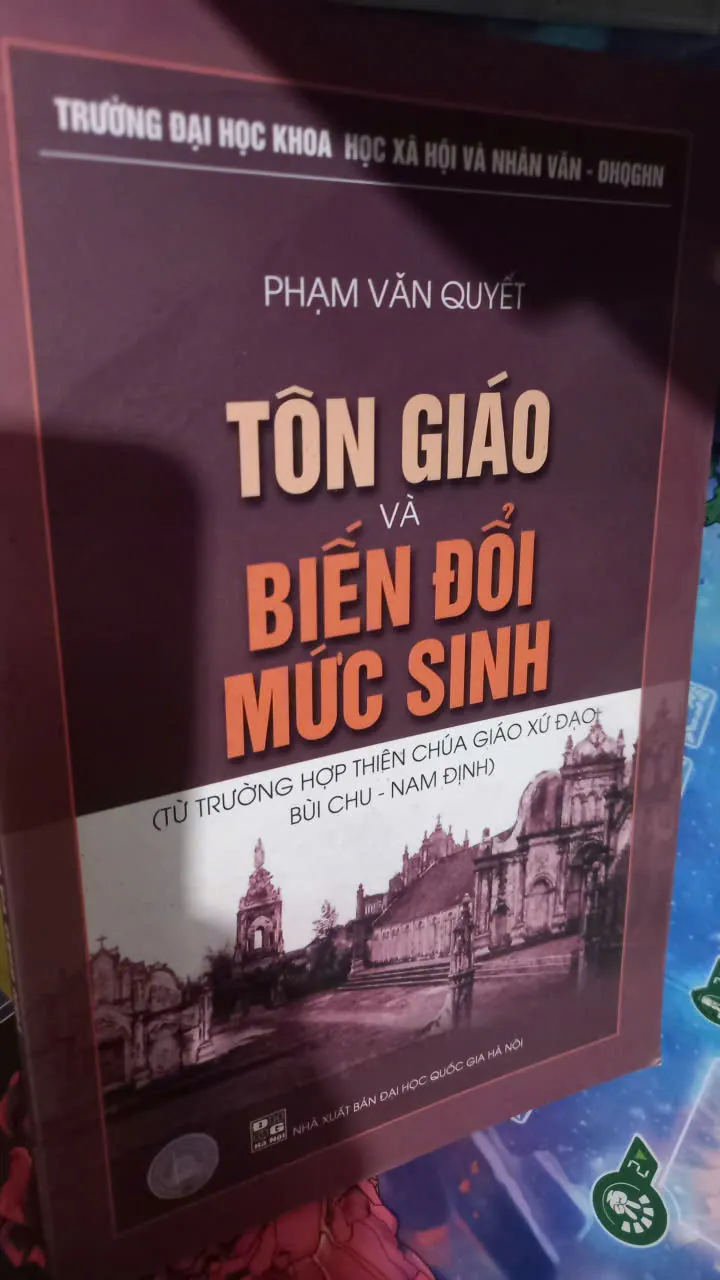 TRƯỜNG ĐẠI HỌC KHOA HỌC XÃ HỘI VÀ NHÂN VĂN - ĐHQGHN
PHẠM VĂN QUYẾT
TÔN GIÁO
VÀ
BIẾN ĐỔI
MỨC SINH
(TỪ TRƯỜNG HỢP THIÊN CHÚA GIÁO XỨ ĐẠO
BÙI CHU - NAM ĐỊNH)
NHÀ XUẤT BẢN ĐẠI HỌC QUỐC GIA HÀ NỘI
Hà Nội